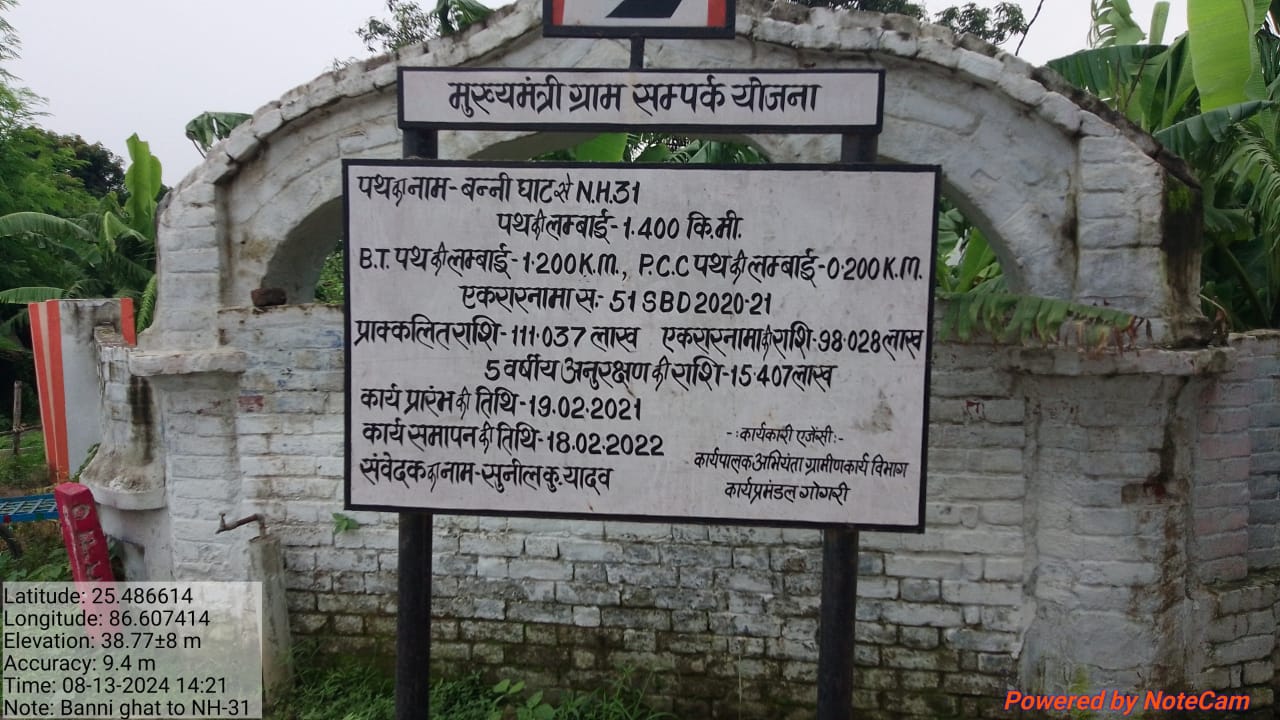 मुख्यमंत्री ग्राम सम्पर्क योजना
पथ का नाम - बन्नी घाट से N.H.31
पथ की लम्बाई - 1.400 कि.मी.
B.T. पथ की लम्बाई - 1.200 K.M., P.C.C पथ की लम्बाई - 0.200 K.M.
एकरारनामा स:- 51 SBD 2020-21
प्राक्कलित राशि - 111.037 लाख एकरारनामा की राशि - 98.028 लाख
5 वर्षीय अनुरक्षण की राशि - 15.407 लाख
कार्य प्रारंभ की तिथि - 19.02.2021
कार्य समापन की तिथि - 18.02.2022
संवेदक का नाम - सुनील कु. यादव
-: कार्यकारी एजेंसी :-
कार्यपालक अभियंता ग्रामीण कार्य विभाग
कार्य प्रमंडल गोगरी
Latitude: 25.486614
Longitude: 86.607414
Elevation: 38.77±8 m
Accuracy: 9.4 m
Time: 08-13-2024 14:21
Note: Banni ghat to NH-31
Powered by NoteCam